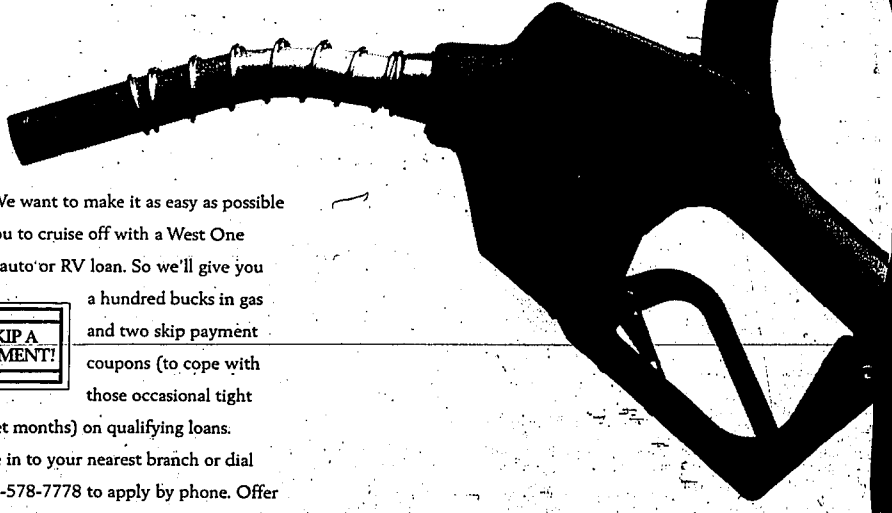 We want to make it as easy as possible
ou to cruise off with a West One
auto or RV loan. So we'll give you
a hundred bucks in gas
KIP A
MENT!
and two skip payment
coupons (to cope with
those occasional tight
et months) on qualifying loans.
in to your nearest branch or dial
-578-7778 to apply by phone. Offer